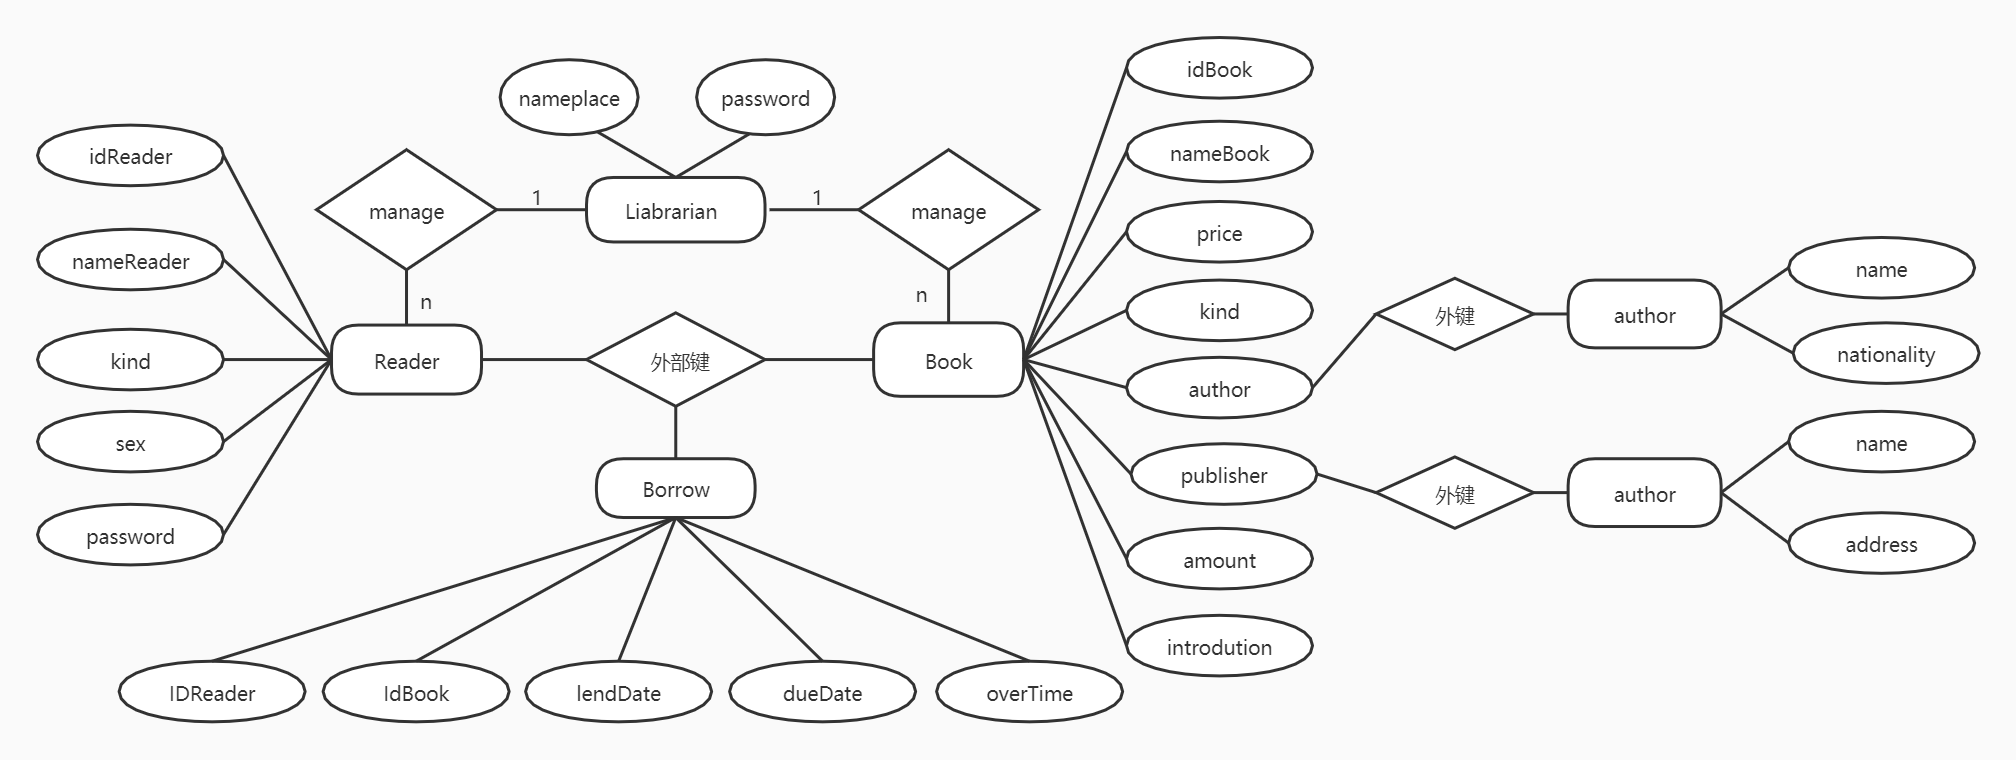 idBook
nameplace
password
nameBook
idReader
manage
1
Liabrarian
1
manage
price
nameReader
n
n
kind
name
外键
author
nationality
kind
Reader
外部键
Book
author
sex
Borrow
publisher
外键
author
name
address
password
amount
introdution
IDReader
IdBook
lendDate
dueDate
overTime